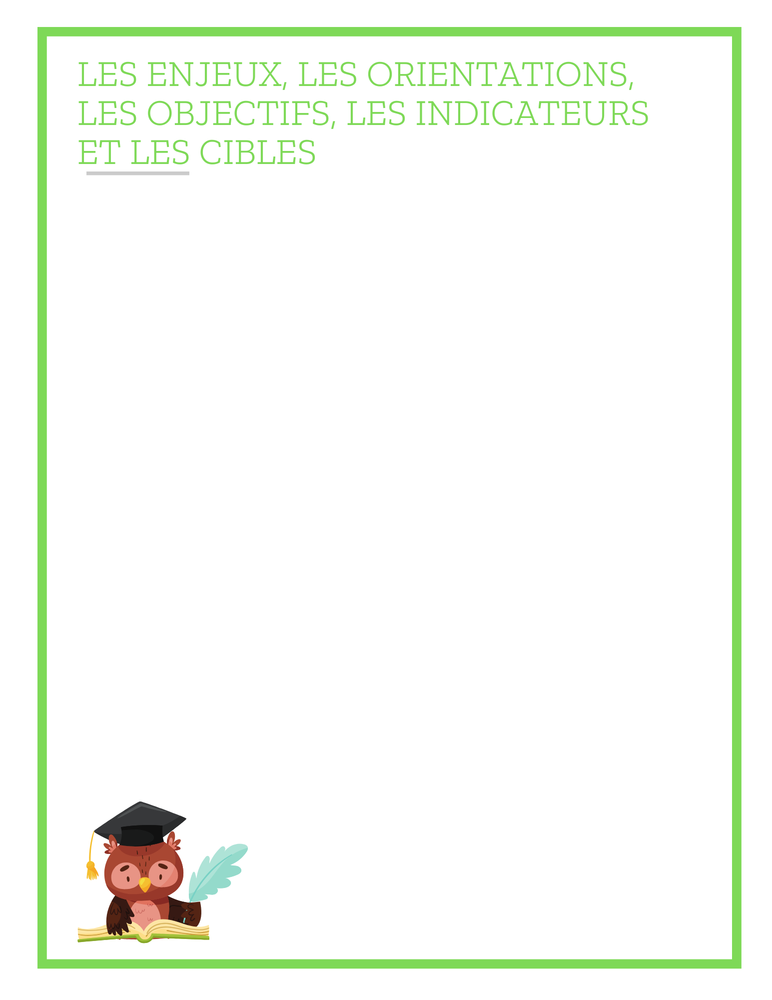 LES ENJEUX, LES ORIENTATIONS,
LES OBJECTIFS, LES INDICATEURS
ET LES CIBLES